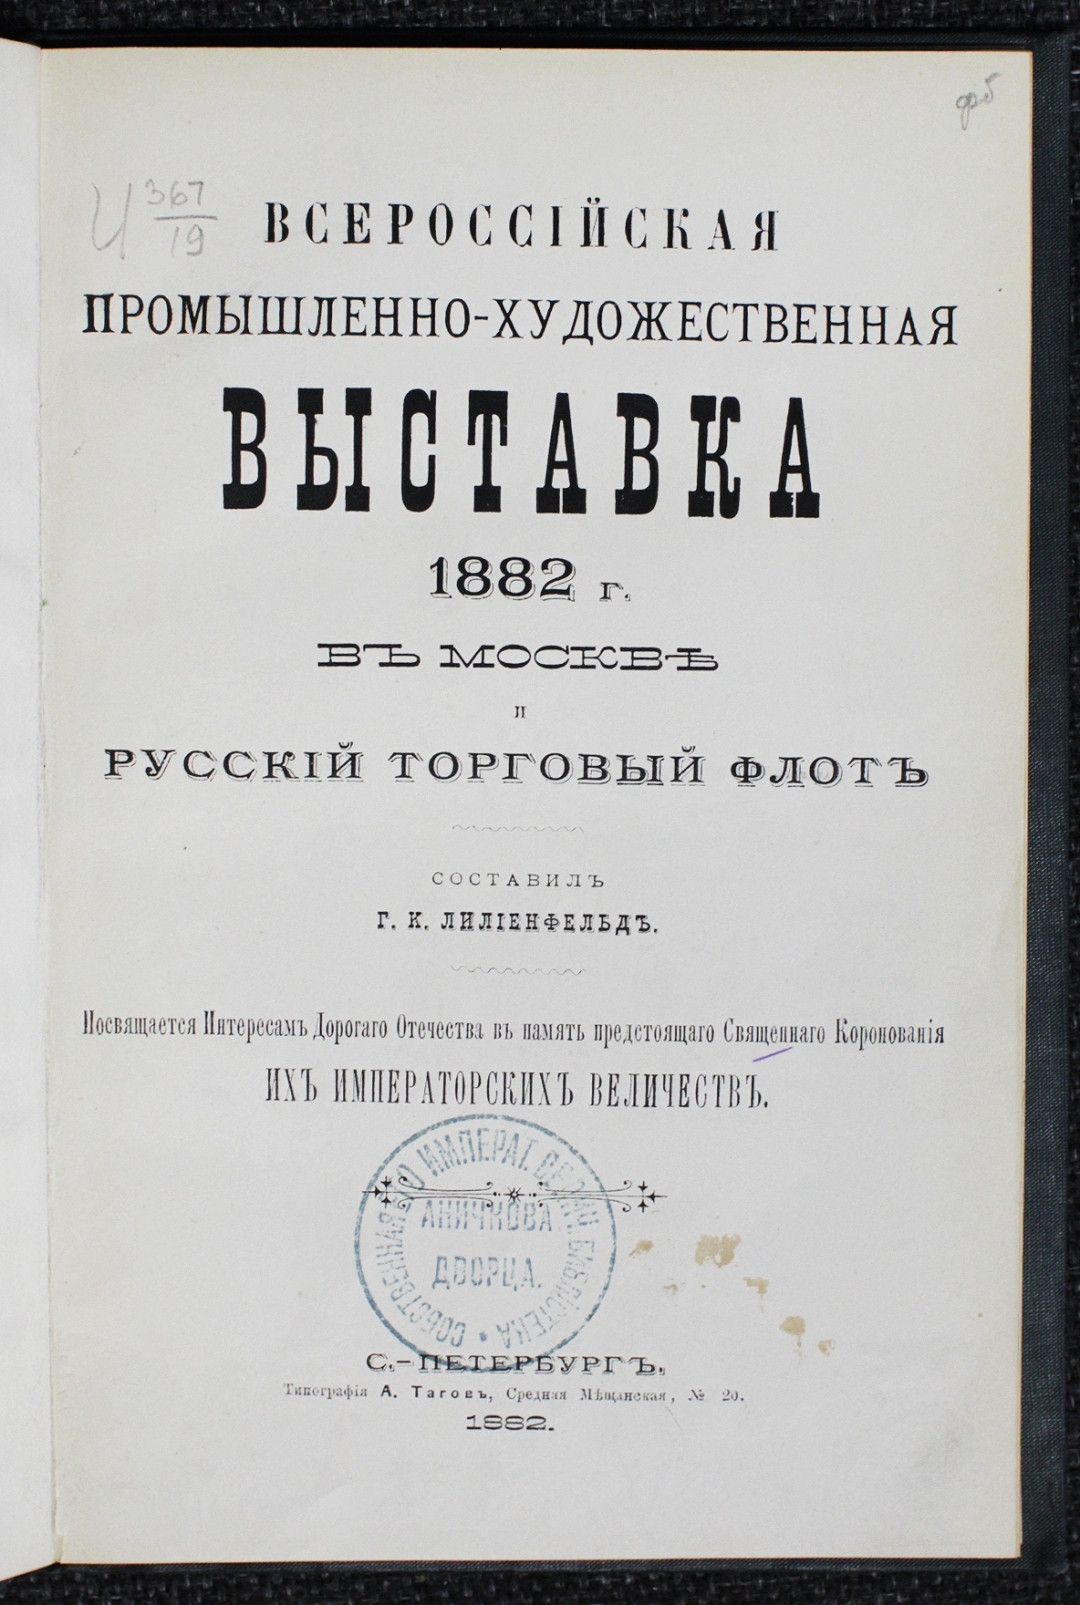 И 367
19
ВСЕРОССІЙСКАЯ
ПРОМЫШЛЕННО-ХУДОЖЕСТВЕННАЯ
ВЫСТАВКА
1882 г.
ВЪ МОСКВѢ
И
РУССКІЙ ТОРГОВЫЙ ФЛОТЪ
СОСТАВИЛЪ
Г. К. ЛИЛІЕНФЕЛЬДЪ.
Посвящается Интересамъ Дорогаго Отечества въ память предстоящаго Священнаго Коронованія
ИХЪ ИМПЕРАТОРСКИХЪ ВЕЛИЧЕСТВЪ.
СОБСТВЕННАЯ ЕГО ИМПЕРАТ. ВЕЛИЧ. БИБЛІОТЕКА
АНИЧКОВА
ДВОРЦА.
С.-ПЕТЕРБУРГЪ.
Типографія А. Таговъ, Средняя Мѣщанская, № 20.
1882.